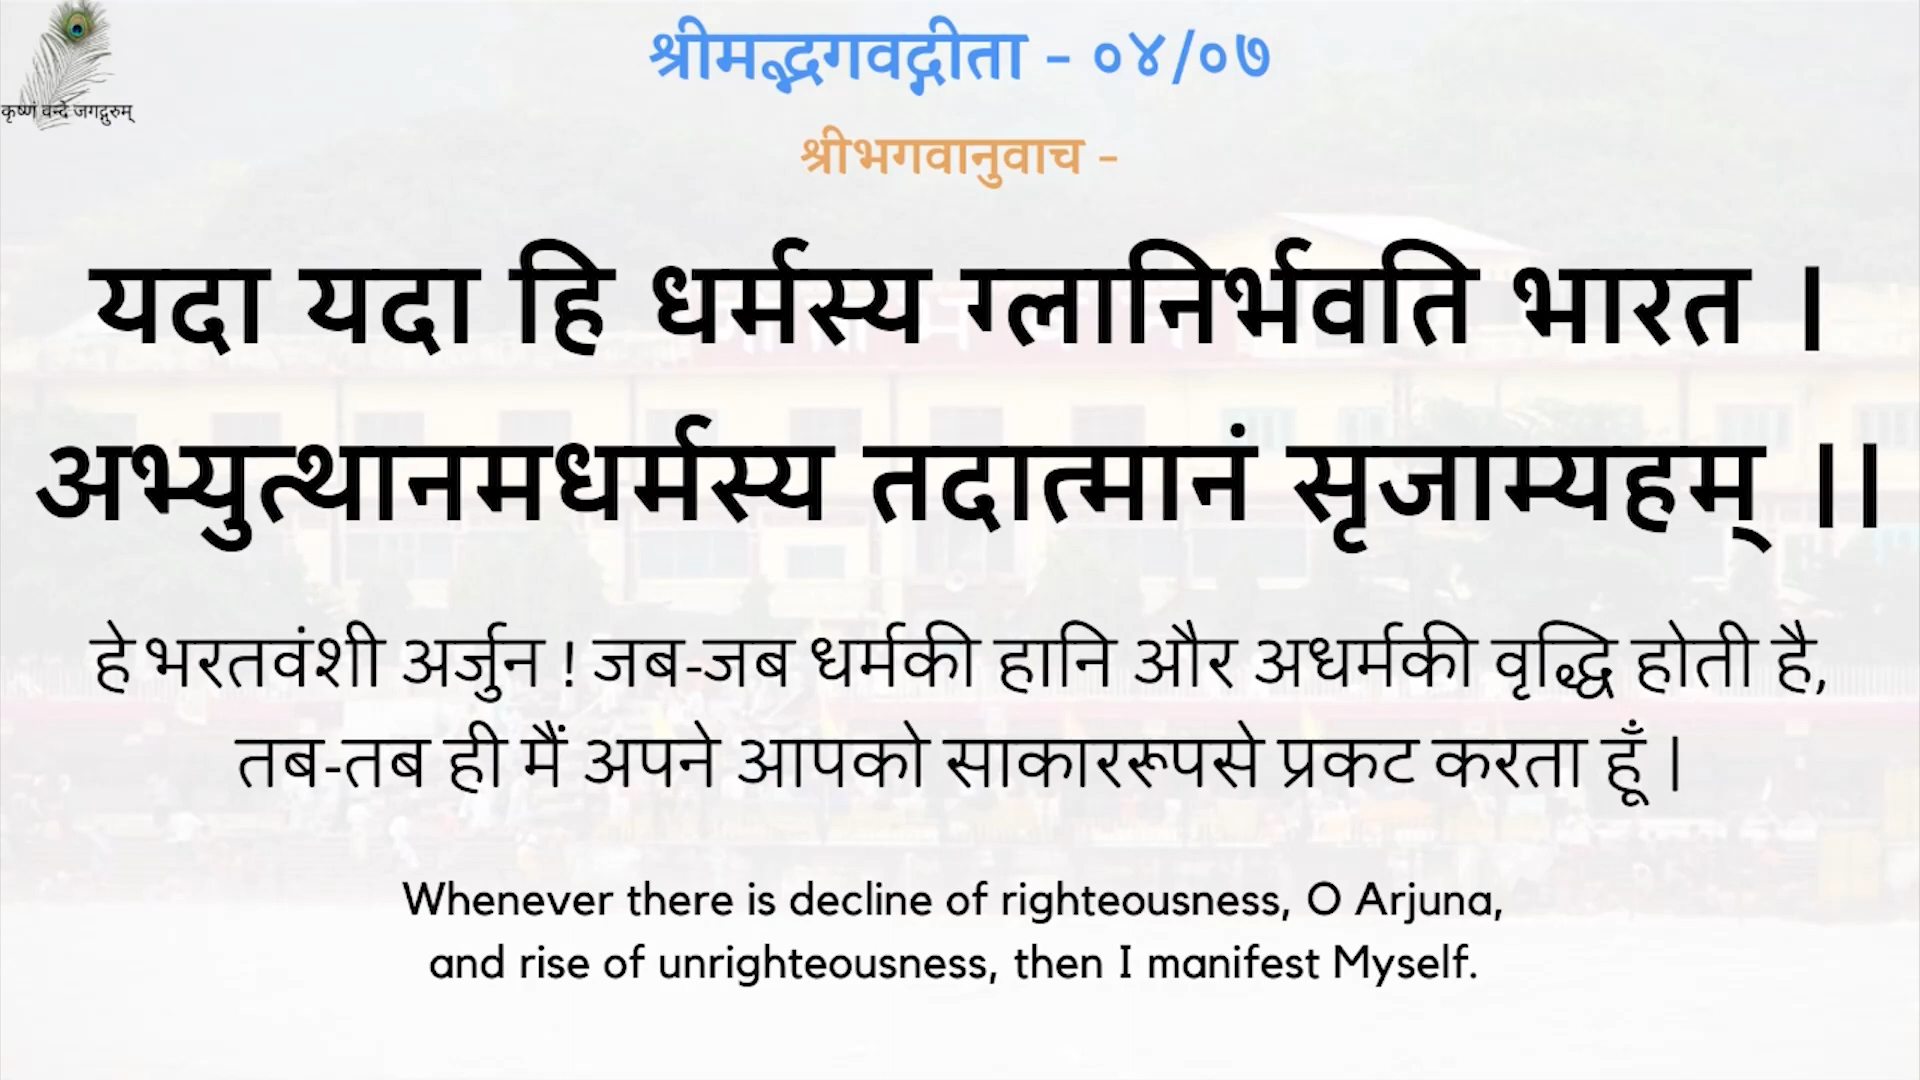 श्रीमद्भगवद्गीता - ०४/०७
कृष्णं वन्दे जगद्गुरुम्
श्रीभगवानुवाच -
यदा यदा हि धर्मस्य ग्लानिर्भवति भारत ।
अभ्युत्थानमधर्मस्य तदात्मानं सृजाम्यहम् ।।
हे भरतवंशी अर्जुन ! जब-जब धर्मकी हानि और अधर्मकी वृद्धि होती है,
तब-तब ही मैं अपने आपको साकाररूपसे प्रकट करता हूँ |
Whenever there is decline of righteousness, O Arjuna,
and rise of unrighteousness, then I manifest Myself.